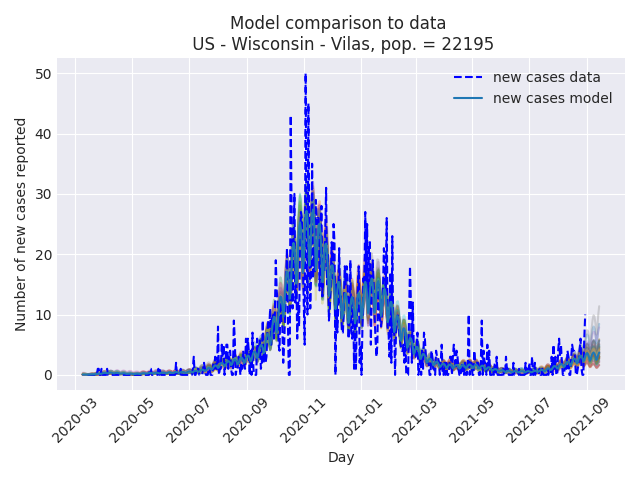 Model comparison to data
US - Wisconsin - Vilas, pop. = 22195
new cases data
new cases model
Number of new cases reported
50
40
30
20
10
0
2020-03
2020-05
2020-07
2020-09
2020-11
2021-01
2021-03
2021-05
2021-07
2021-09
Day